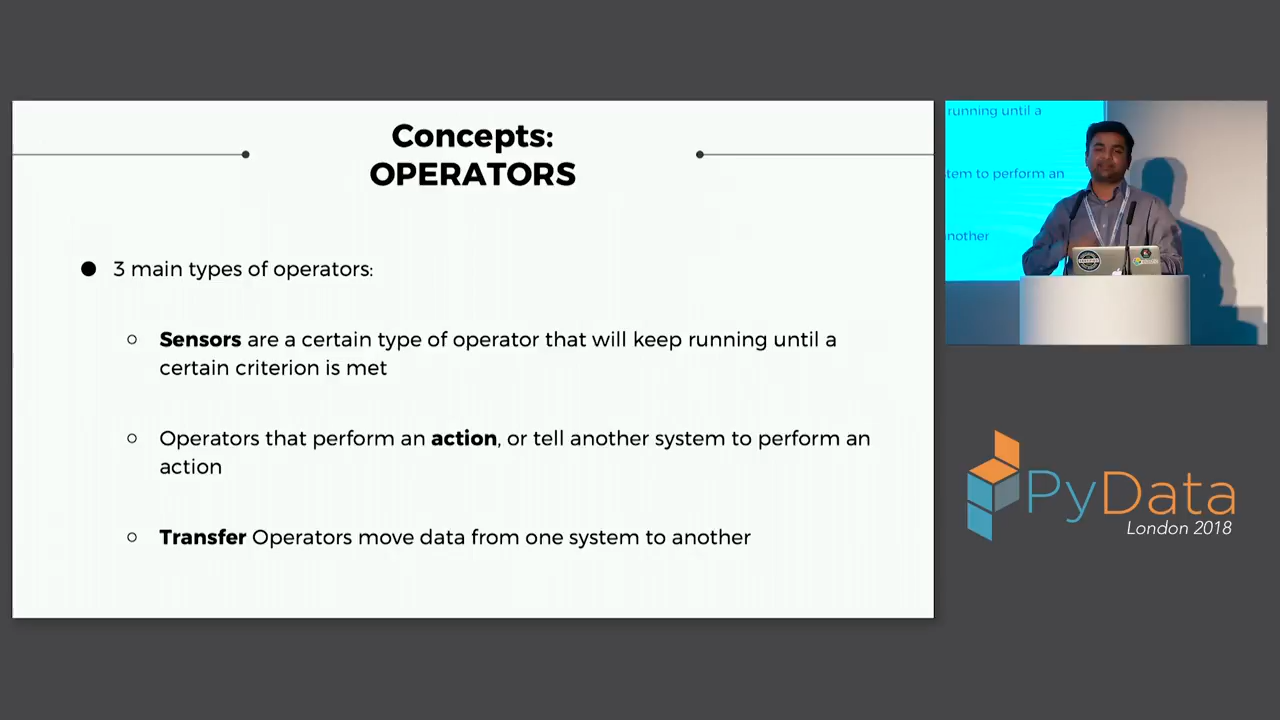 Concepts:
OPERATORS
3 main types of operators:
Sensors are a certain type of operator that will keep running until a
certain criterion is met
Operators that perform an action, or tell another system to perform an
action
Transfer Operators move data from one system to another
running until a
stem to perform an
nother
PyData
London 2018